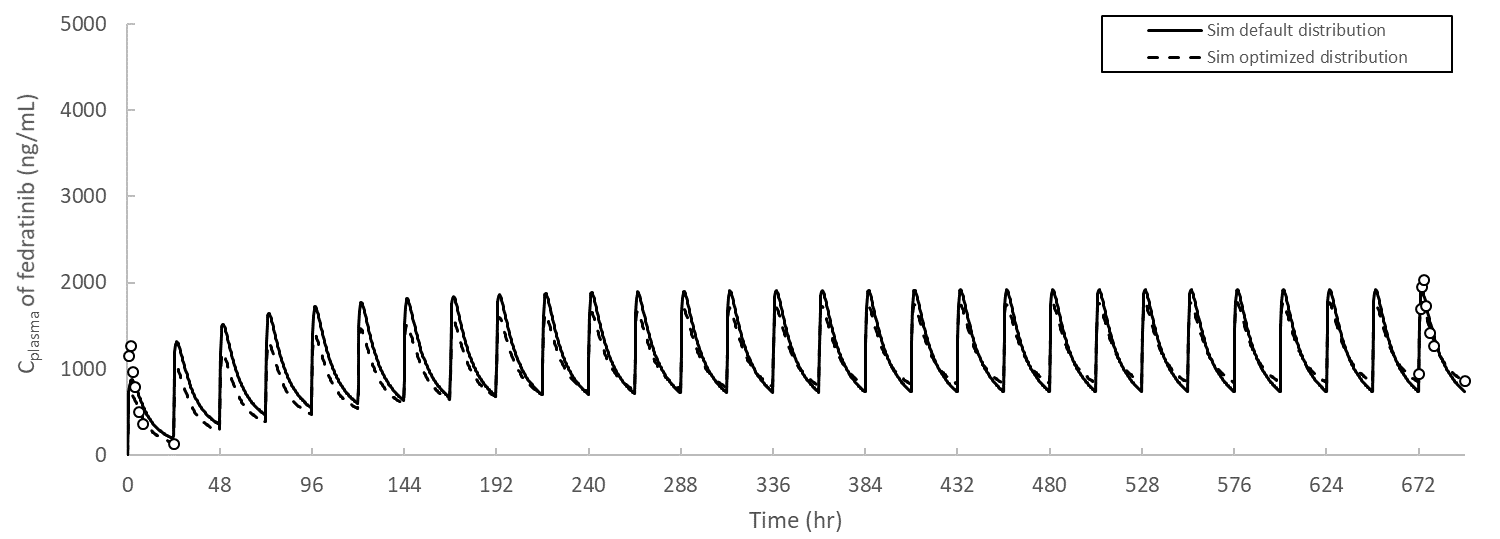 5000
Sim default distribution
Sim optimized distribution
4000
3000
2000
1000
0
Cplasma of fedratinib (ng/mL)
0 48 96 144 192 240 288 336 384 432 480 528 576 624 672
Time (hr)